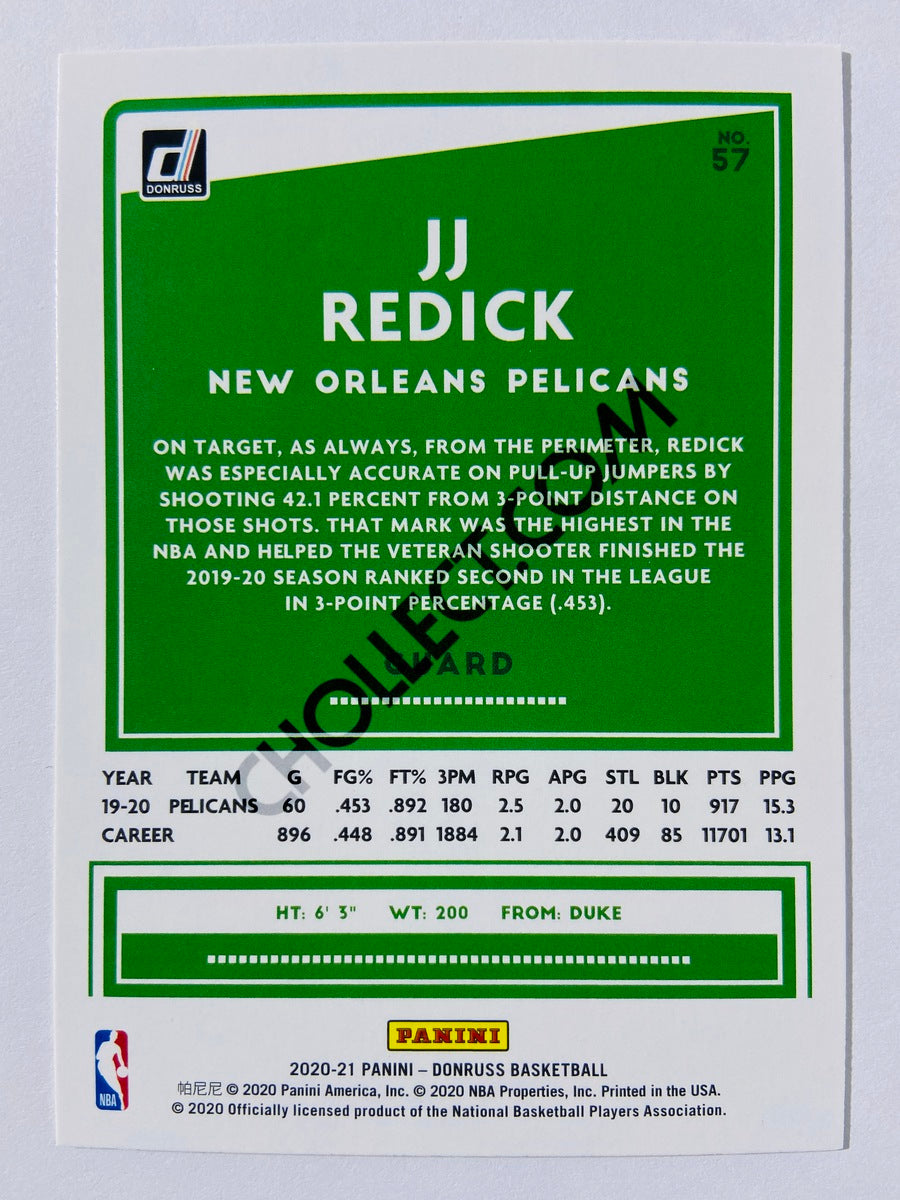 DONRUSS
NO.
57
JJ
REDICK
NEW ORLEANS PELICANS
ON TARGET, AS ALWAYS, FROM THE PERIMETER, REDICK
WAS ESPECIALLY ACCURATE ON PULL-UP JUMPERS BY
SHOOTING 42.1 PERCENT FROM 3-POINT DISTANCE ON
THOSE SHOTS. THAT MARK WAS THE HIGHEST IN THE
NBA AND HELPED THE VETERAN SHOOTER FINISHED THE
2019-20 SEASON RANKED SECOND IN THE LEAGUE
IN 3-POINT PERCENTAGE (.453).
GUARD
CHOLLECT.COM
YEAR TEAM G FG% FT% 3PM RPG APG STL BLK PTS PPG
19-20 PELICANS 60 .453 .892 180 2.5 2.0 20 10 917 15.3
CAREER 896 .448 .891 1884 2.1 2.0 409 85 11701 13.1
HT: 6' 3" WT: 200 FROM: DUKE
PANINI
NBA
2020-21 PANINI – DONRUSS BASKETBALL
帕尼尼 © 2020 Panini America, Inc. © 2020 NBA Properties, Inc. Printed in the USA.
© 2020 Officially licensed product of the National Basketball Players Association.